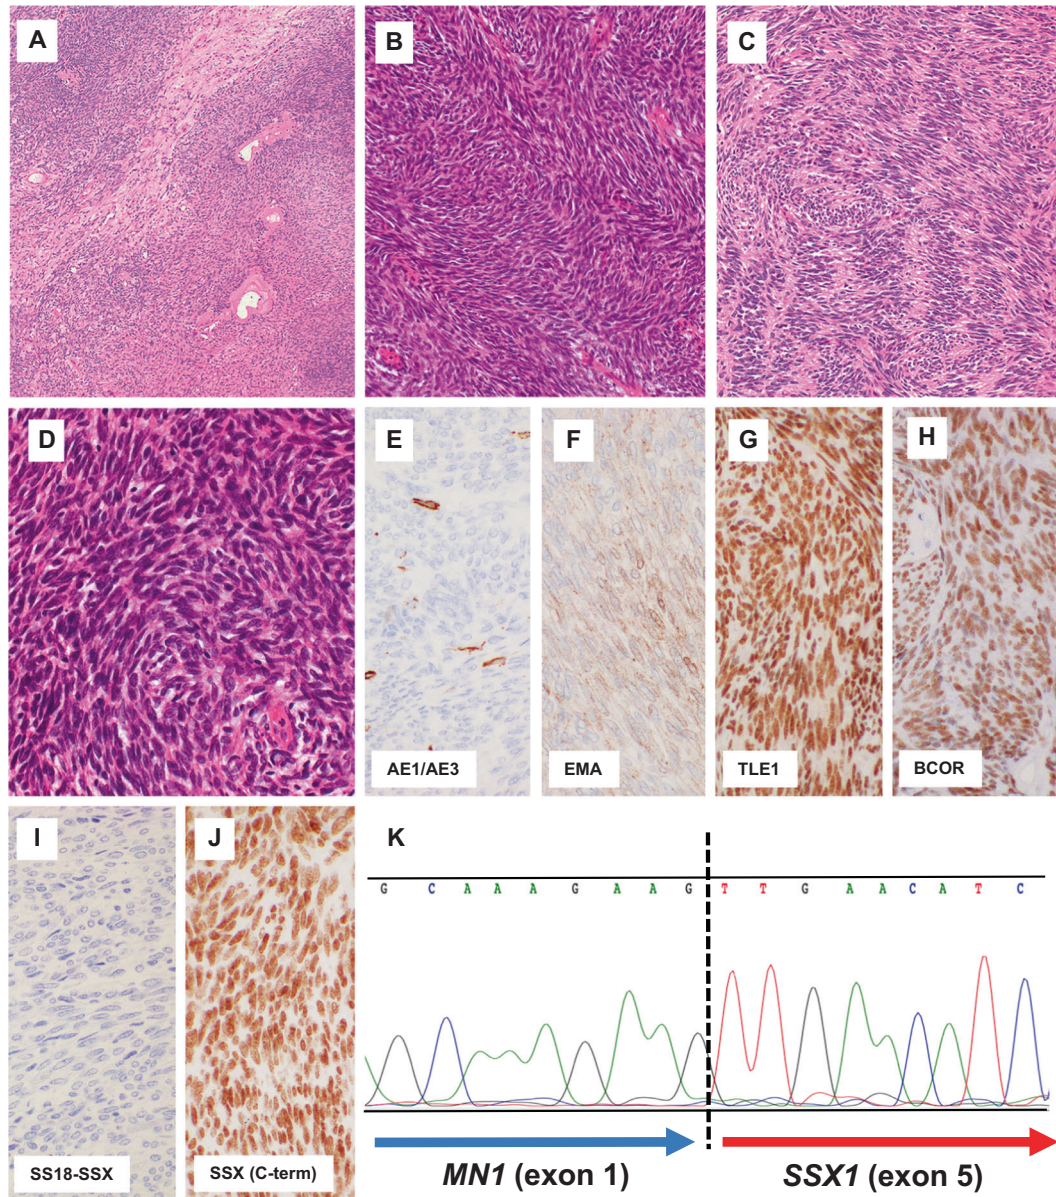 A
B
C
D
E
AE1/AE3
F
EMA
G
TLE1
H
BCOR
I
SS18-SSX
J
SSX (C-term)
K
G C A A A G A A G T T G A A C A T C
MN1 (exon 1)
SSX1 (exon 5)